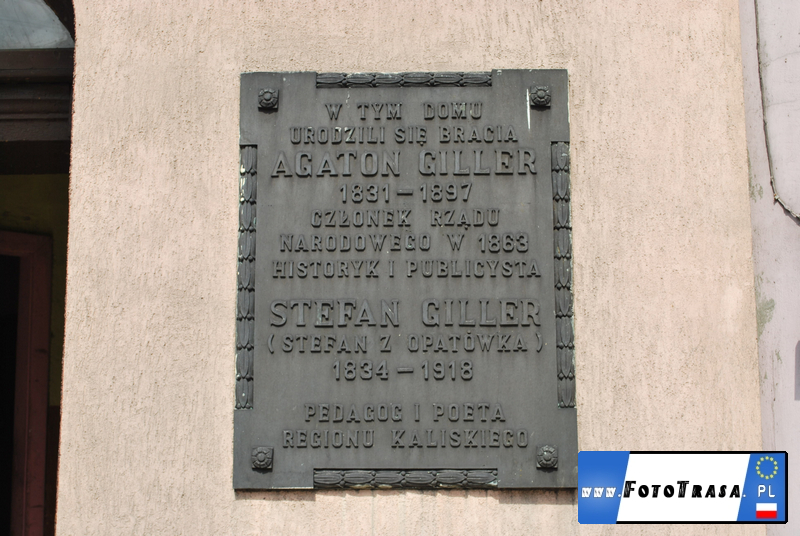 W TYM DOMU
URODZILI SIĘ BRACIA
AGATON GILLER
1831 – 1897
CZŁONEK RZĄDU
NARODOWEGO W 1863
HISTORYK I PUBLICYSTA
STEFAN GILLER
( STEFAN Z OPATÓWKA )
1834 – 1918
PEDAGOG I POETA
REGIONU KALISKIEGO
www.FOTOTRASA.PL